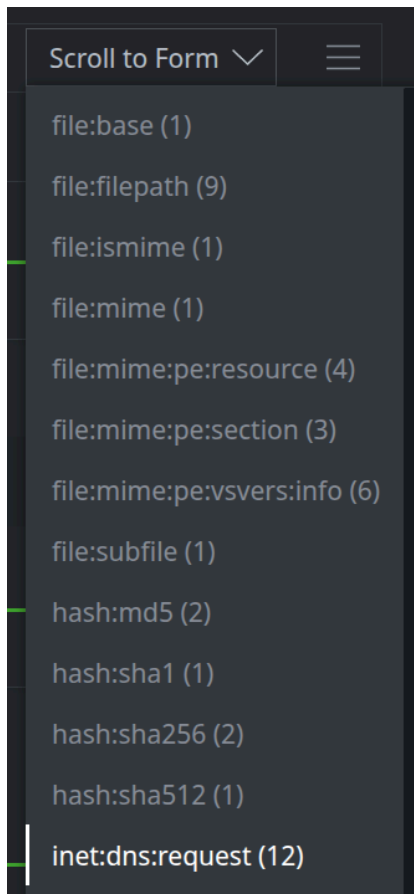 Scroll to Form
file:base (1)
file:filepath (9)
file:ismime (1)
file:mime (1)
file:mime:pe:resource (4)
file:mime:pe:section (3)
file:mime:pe:vsvers:info (6)
file:subfile (1)
hash:md5 (2)
hash:sha1 (1)
hash:sha256 (2)
hash:sha512 (1)
inet:dns:request (12)